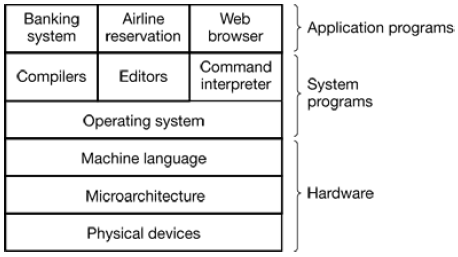 Banking system
Airline reservation
Web browser
Application programs
Compilers
Editors
Command interpreter
System programs
Operating system
Machine language
Microarchitecture
Hardware
Physical devices